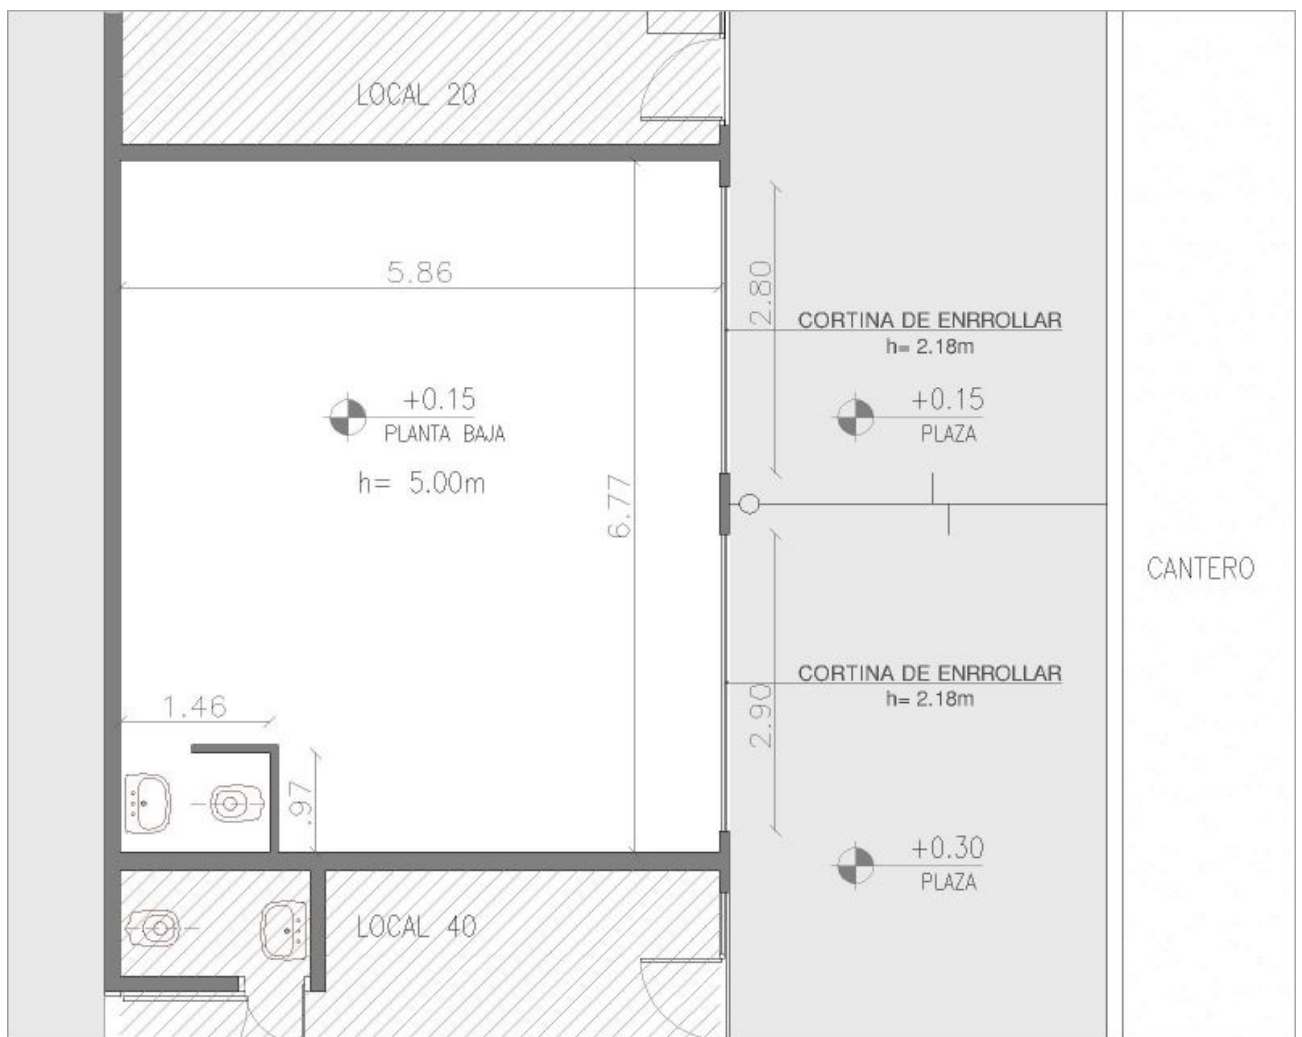 LOCAL 20
5.86
2.80
CORTINA DE ENRROLLAR
h= 2.18m
+0.15
PLANTA BAJA
h= 5.00m
+0.15
PLAZA
6.77
CANTERO
CORTINA DE ENRROLLAR
h= 2.18m
2.90
1.46
.97
+0.30
PLAZA
LOCAL 40